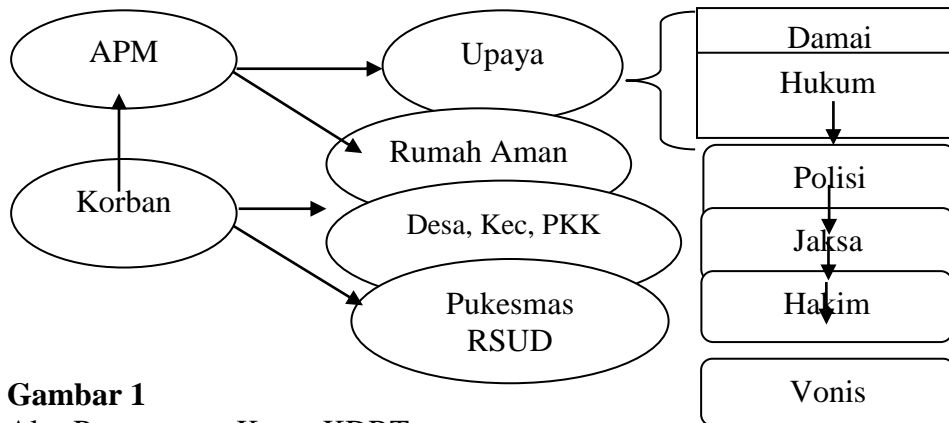 APM
Upaya
Damai
Hukum
Rumah Aman
Korban
Polisi
Desa, Kec, PKK
Jaksa
Hakim
Pukesmas
RSUD
Vonis
Gambar 1